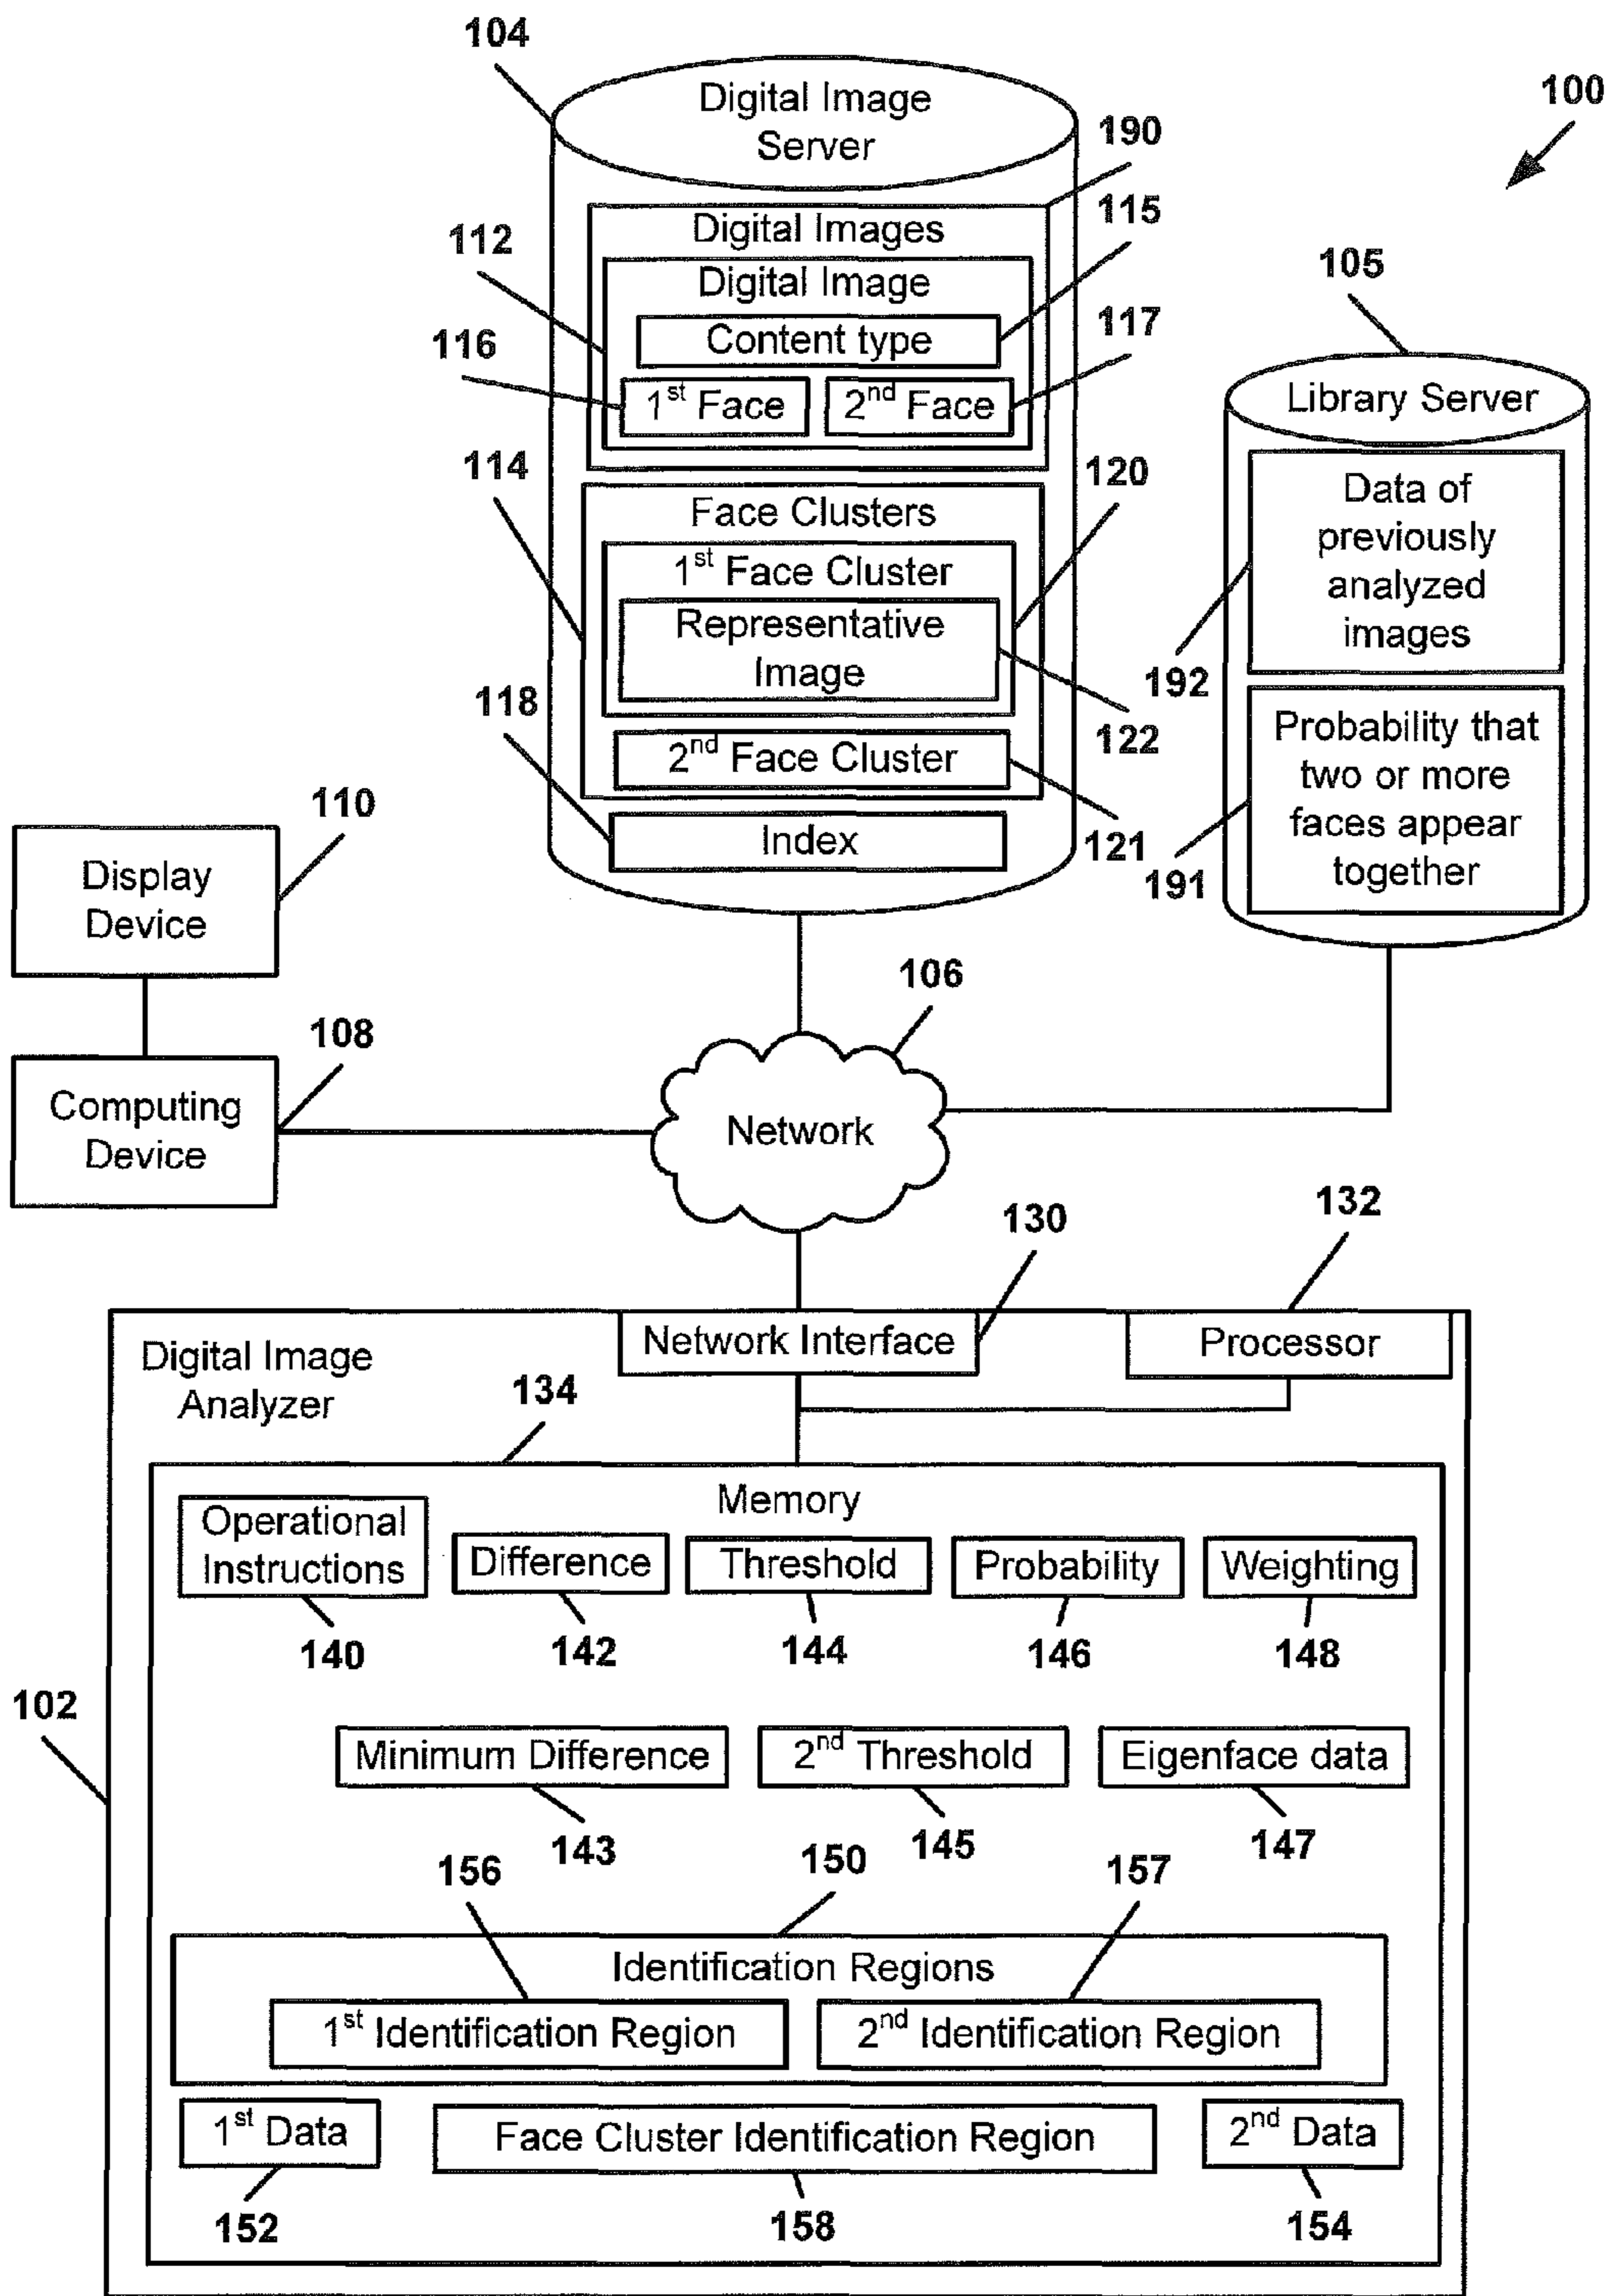 104
Digital Image
Server
100
190
Digital Images
115
112
Digital Image
105
Content type
117
116
1st Face
2nd Face
Library Server
114
120
Face Clusters
Data of
previously
analyzed
images
1st Face Cluster
Representative
Image
192
118
122
2nd Face Cluster
Probability that
two or more
faces appear
together
110
Index
121
191
Display
Device
106
108
Computing
Device
Network
130
132
Network Interface
Processor
Digital Image
Analyzer
134
Memory
Operational
Instructions
Difference
Threshold
Probability
Weighting
140
142
144
146
148
102
Minimum Difference
2nd Threshold
Eigenface data
143
145
147
156
150
157
Identification Regions
1st Identification Region
2nd Identification Region
1st Data
Face Cluster Identification Region
2nd Data
152
158
154